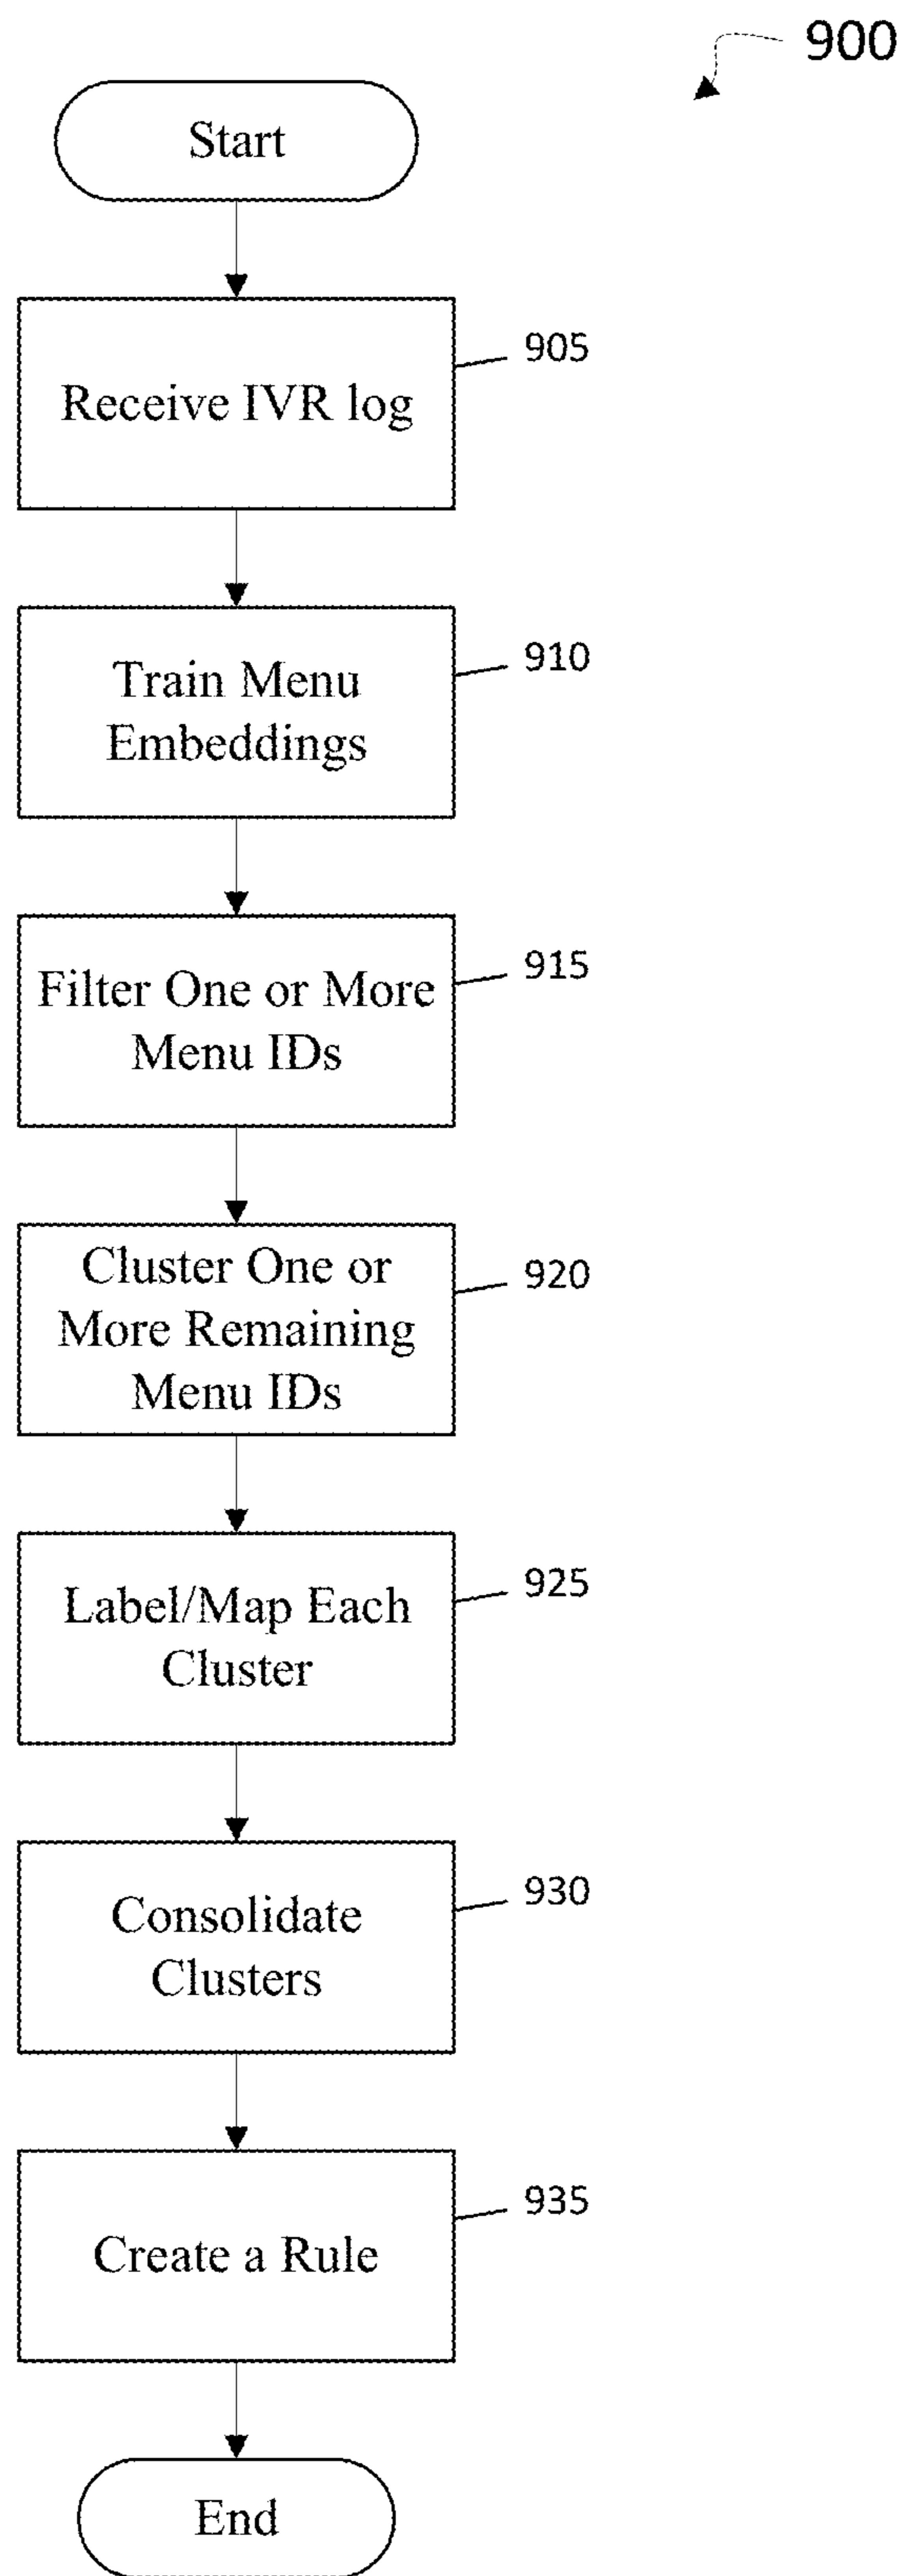 900
Start
Receive IVR log
905
Train Menu
Embeddings
910
Filter One or More
Menu IDs
915
Cluster One or
More Remaining
Menu IDs
920
Label/Map Each
Cluster
925
Consolidate
Clusters
930
Create a Rule
935
End